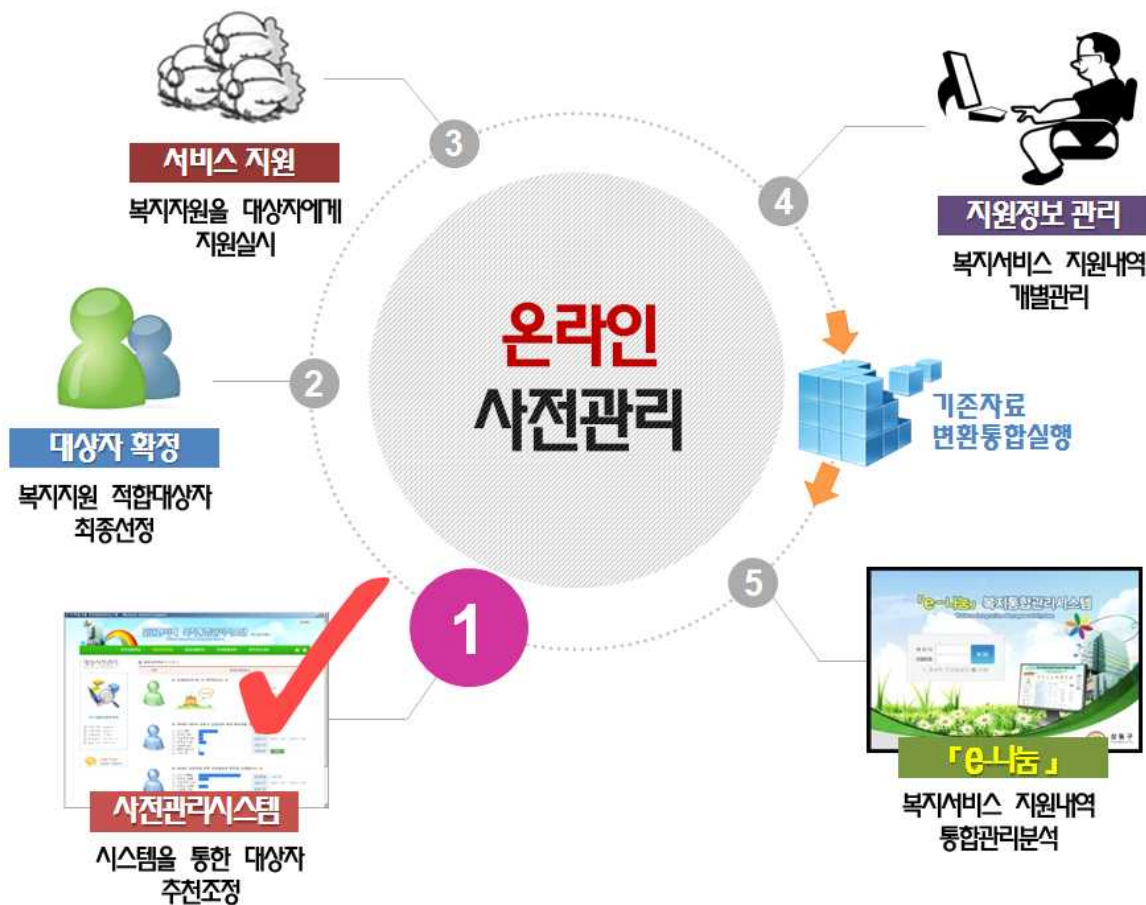 서비스 지원
복지자원을 대상자에게
지원실시
3
4
지원정보 관리
복지서비스 지원내역
개별관리
온라인
사전관리
2
대상자 확정
복지지원 적합대상자
최종선정
기존자료
변환통합실행
1
사전관리시스템
시스템을 통한 대상자
추천조정
5
『e-나눔』 복지통합관리시스템
성동구
『e-나눔』
복지서비스 지원내역
통합관리분석